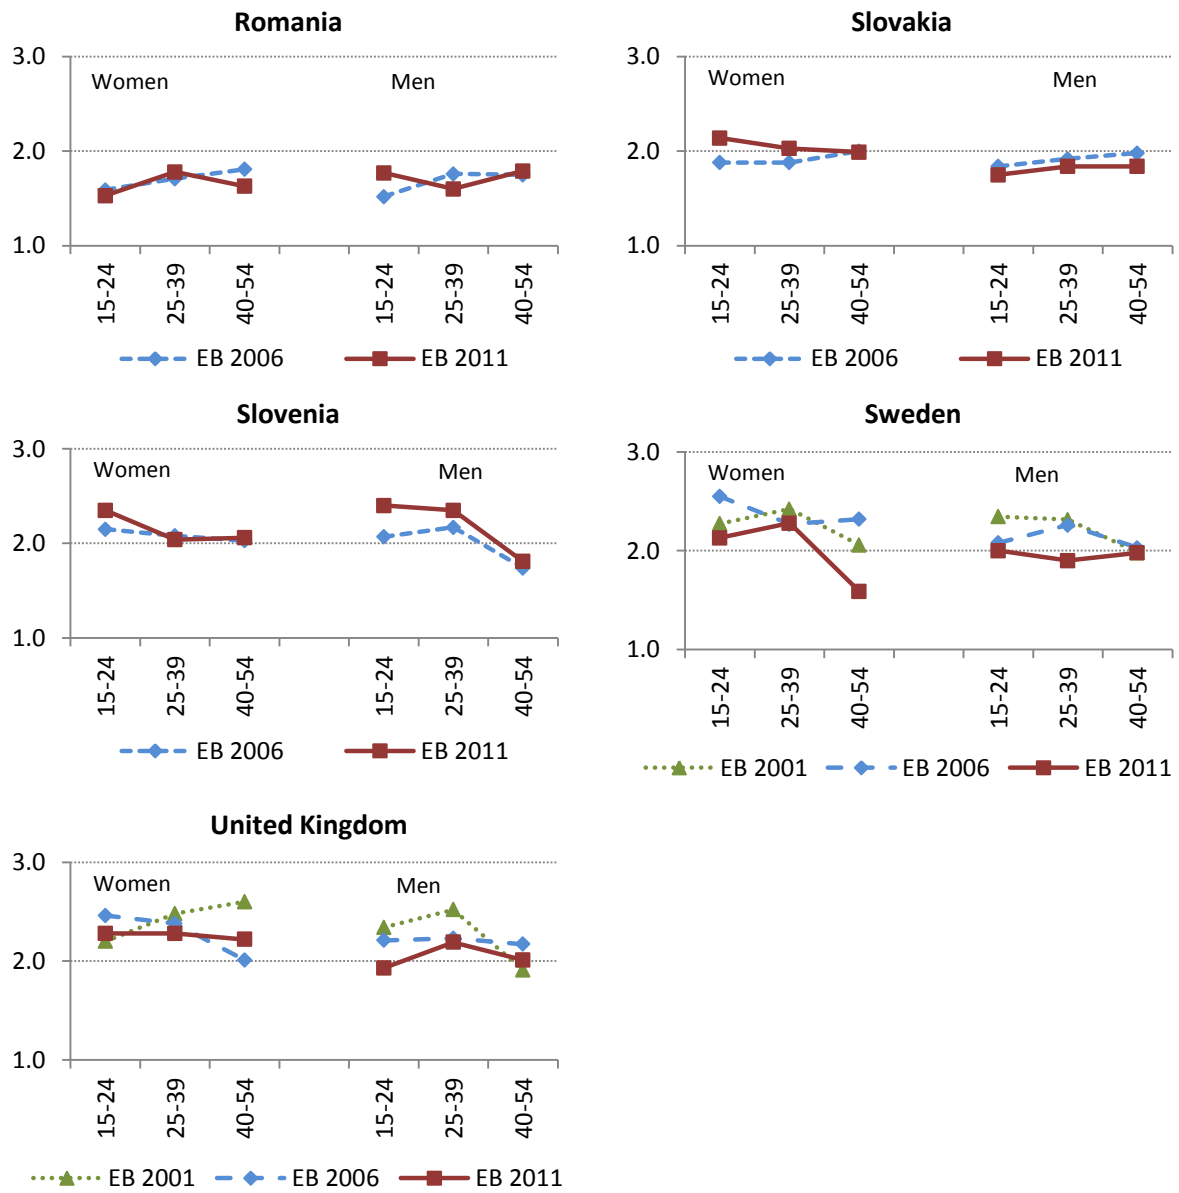 Romania
3.0
2.0
1.0
Women
Men
15-24
25-39
40-54
15-24
25-39
40-54
EB 2006
EB 2011
Slovakia
3.0
2.0
1.0
Women
Men
15-24
25-39
40-54
15-24
25-39
40-54
EB 2006
EB 2011
Slovenia
3.0
2.0
1.0
Women
Men
15-24
25-39
40-54
15-24
25-39
40-54
EB 2006
EB 2011
Sweden
3.0
2.0
1.0
Women
Men
15-24
25-39
40-54
15-24
25-39
40-54
EB 2001
EB 2006
EB 2011
United Kingdom
3.0
2.0
1.0
Women
Men
15-24
25-39
40-54
15-24
25-39
40-54
EB 2001
EB 2006
EB 2011